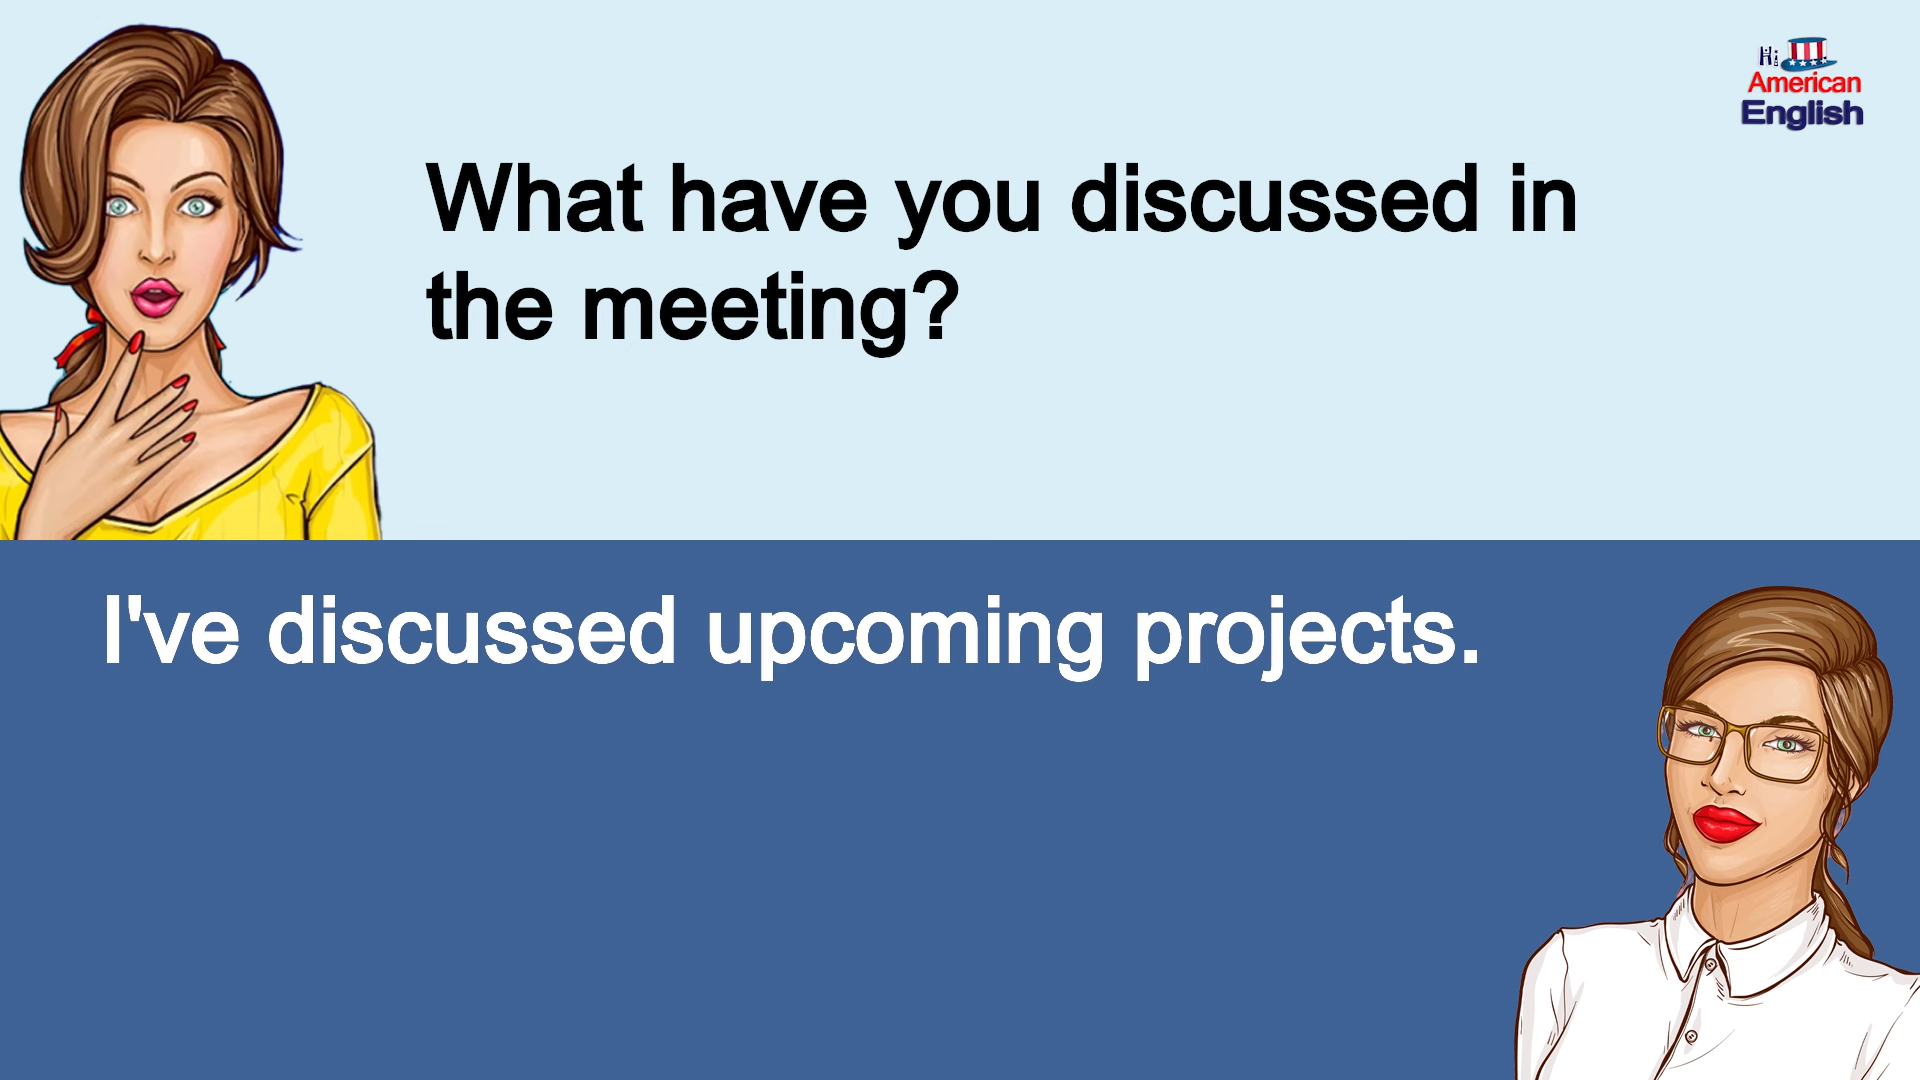 Hi
American
English
What have you discussed in
the meeting?
I've discussed upcoming projects.